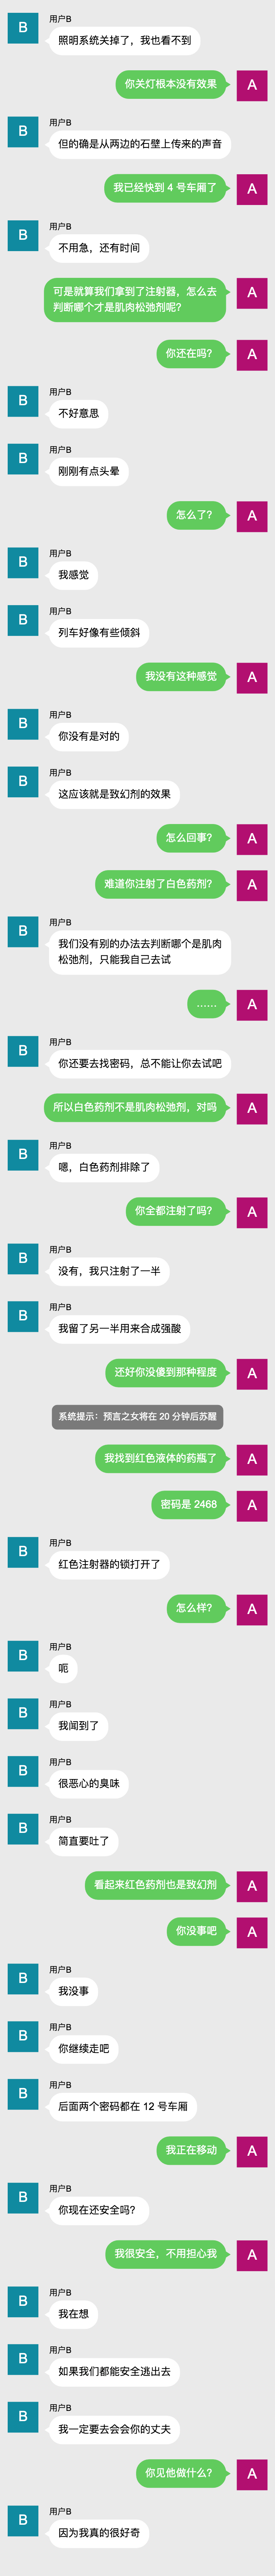 B
用户B
照明系统关掉了，我也看不到
你关灯根本没有效果
A
B
用户B
但的确是从两边的石壁上传来的声音
我已经快到 4 号车厢了
A
B
用户B
不用急，还有时间
可是就算我们拿到了注射器，怎么去
判断哪个才是肌肉松弛剂呢？
A
你还在吗？
A
B
用户B
不好意思
B
用户B
刚刚有点头晕
怎么了？
A
B
用户B
我感觉
B
用户B
列车好像有些倾斜
我没有这种感觉
A
B
用户B
你没有是对的
B
用户B
这应该就是致幻剂的效果
怎么回事？
A
难道你注射了白色药剂？
A
B
用户B
我们没有别的办法去判断哪个是肌肉
松弛剂，只能我自己去试
……
A
B
用户B
你还要去找密码，总不能让你去试吧
所以白色药剂不是肌肉松弛剂，对吗
A
B
用户B
嗯，白色药剂排除了
你全都注射了吗？
A
B
用户B
没有，我只注射了一半
B
用户B
我留了另一半用来合成强酸
还好你没傻到那种程度
A
系统提示：预言之女将在 20 分钟后苏醒
我找到红色液体的药瓶了
A
密码是 2468
A
B
用户B
红色注射器的锁打开了
怎么样？
A
B
用户B
呃
B
用户B
我闻到了
B
用户B
很恶心的臭味
B
用户B
简直要吐了
看起来红色药剂也是致幻剂
A
你没事吧
A
B
用户B
我没事
B
用户B
你继续走吧
B
用户B
后面两个密码都在 12 号车厢
我正在移动
A
B
用户B
你现在还安全吗？
我很安全，不用担心我
A
B
用户B
我在想
B
用户B
如果我们都能安全逃出去
B
用户B
我一定要去会会你的丈夫
你见他做什么？
A
B
用户B
因为我真的很好奇